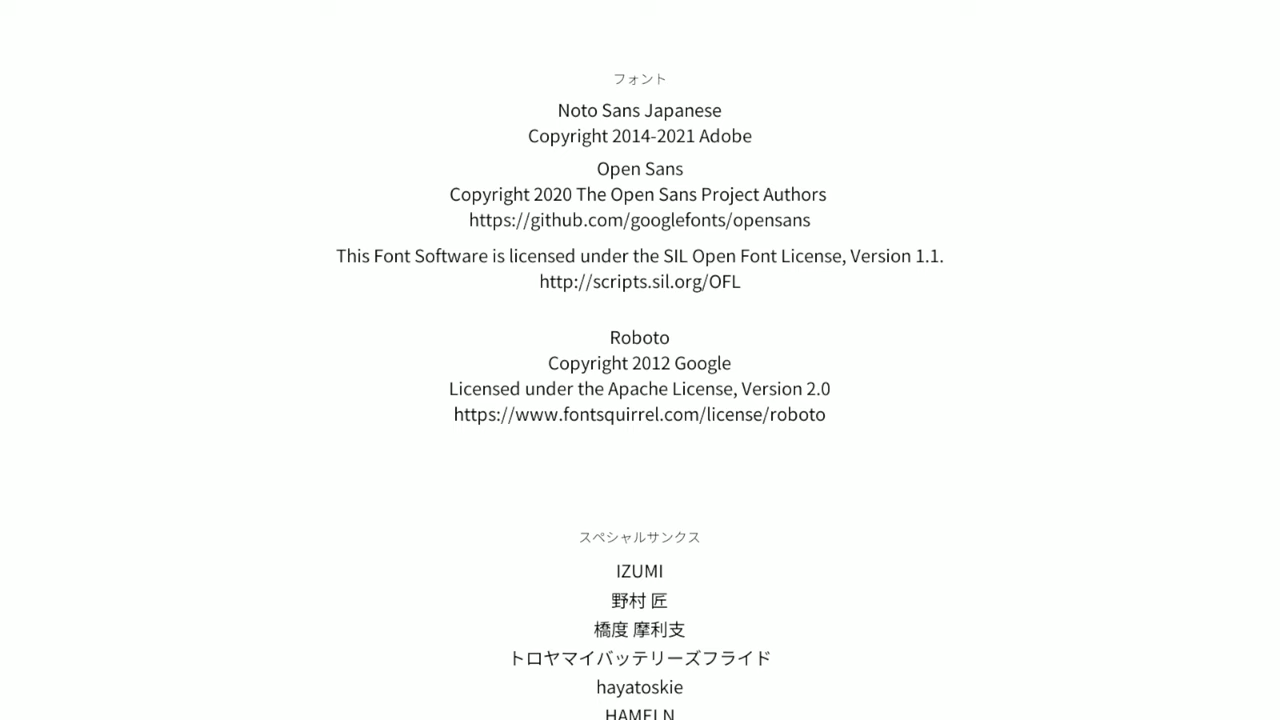 フォント
Noto Sans Japanese
Copyright 2014-2021 Adobe
Open Sans
Copyright 2020 The Open Sans Project Authors
https://github.com/googlefonts/opensans
This Font Software is licensed under the SIL Open Font License, Version 1.1.
http://scripts.sil.org/OFL
Roboto
Copyright 2012 Google
Licensed under the Apache License, Version 2.0
https://www.fontsquirrel.com/license/roboto
スペシャルサンクス
IZUMI
野村 匠
橋度 摩利支
トロヤマイバッテリーズフライド
hayatoskie
HAMELN